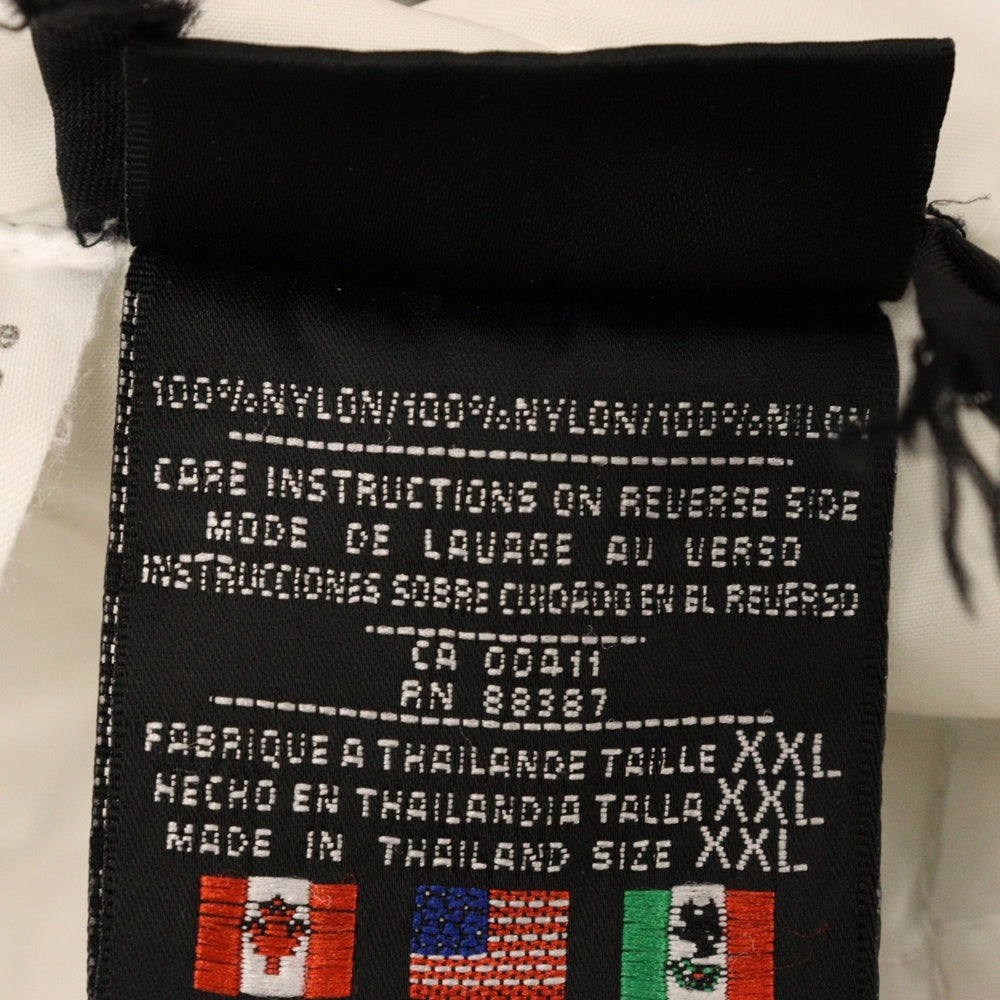 100%NYLON/100%NYLON/100%NILON
CARE INSTRUCTIONS ON REVERSE SIDE
MODE DE LAVAGE AU VERSO
INSTRUCCIONES SOBRE CUIDADO EN EL REVERSO
CA 00411
RN 88387
FABRIQUE A THAILANDE TAILLE XXL
HECHO EN THAILANDIA TALLA XXL
MADE IN THAILAND SIZE XXL